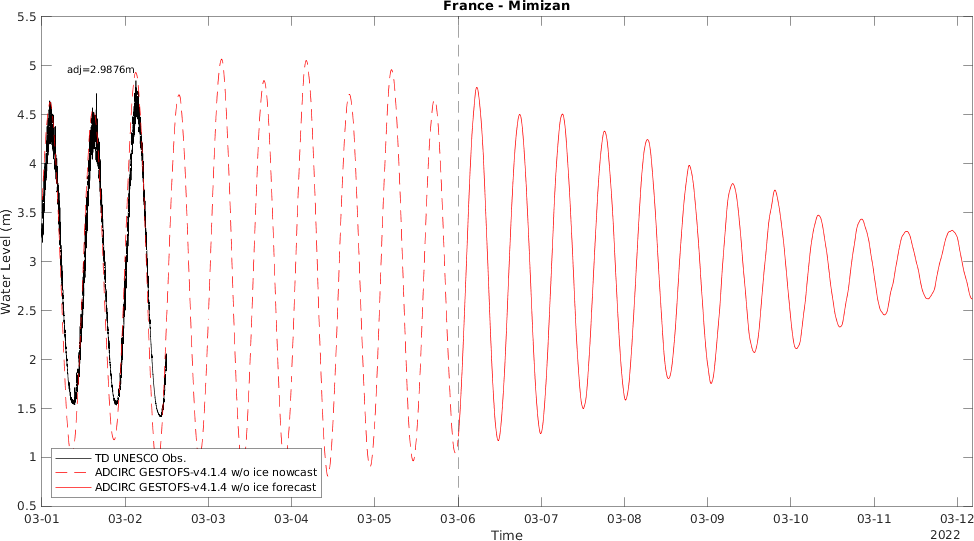 France - Mimizan
adj=2.9876m
5.5
5
4.5
4
3.5
3
2.5
2
1.5
1
0.5
Water Level (m)
TD UNESCO Obs.
ADCIRC GESTOFS-v4.1.4 w/o ice nowcast
ADCIRC GESTOFS-v4.1.4 w/o ice forecast
03-01 03-02 03-03 03-04 03-05 03-06 03-07 03-08 03-09 03-10 03-11 03-12
Time
2022